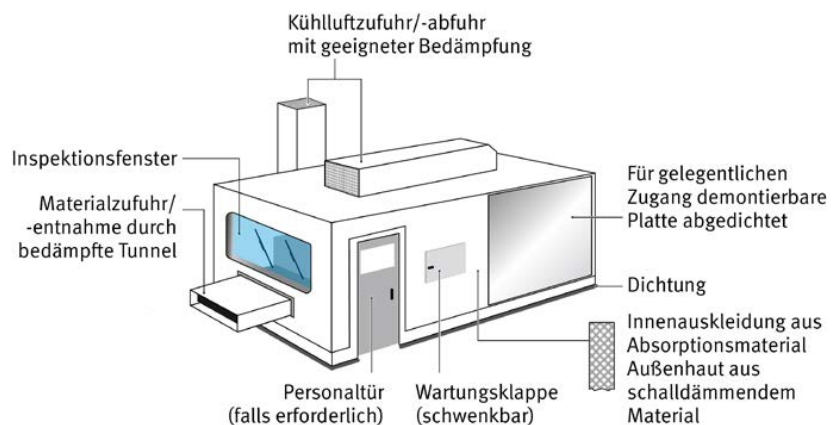 Kühlluftzufuhr/-abfuhr
mit geeigneter Bedämpfung
Inspektionsfenster
Materialzufuhr/
-entnahme durch
bedämpfte Tunnel
Für gelegentlichen
Zugang demontierbare
Platte abgedichtet
Dichtung
Innenauskleidung aus
Absorptionsmaterial
Außenhaut aus
schalldämmendem
Material
Personaltür
(falls erforderlich)
Wartungsklappe
(schwenkbar)